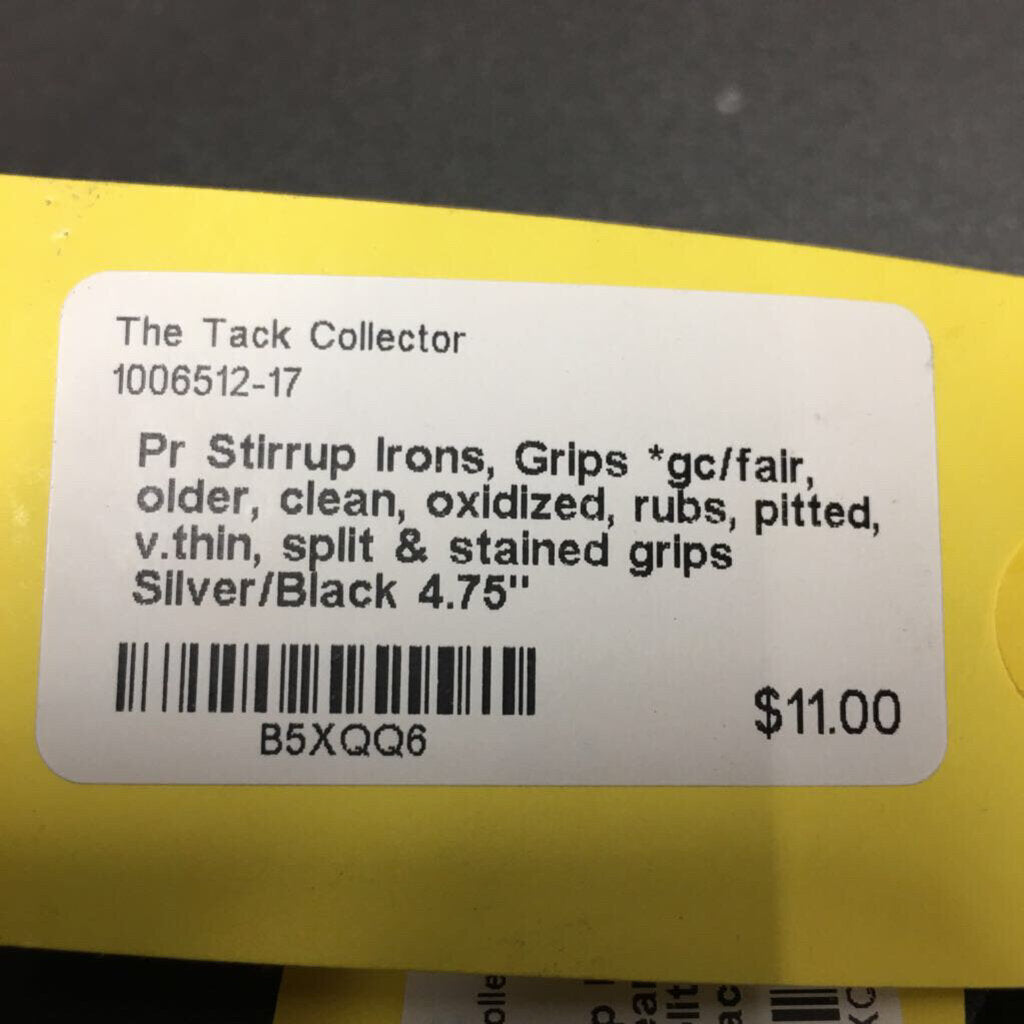 The Tack Collector
1006512-17
Pr Stirrup Irons, Grips *gc/fair,
older, clean, oxidized, rubs, pitted,
v.thin, split & stained grips
Silver/Black 4.75"
B5XQQ6
$11.00